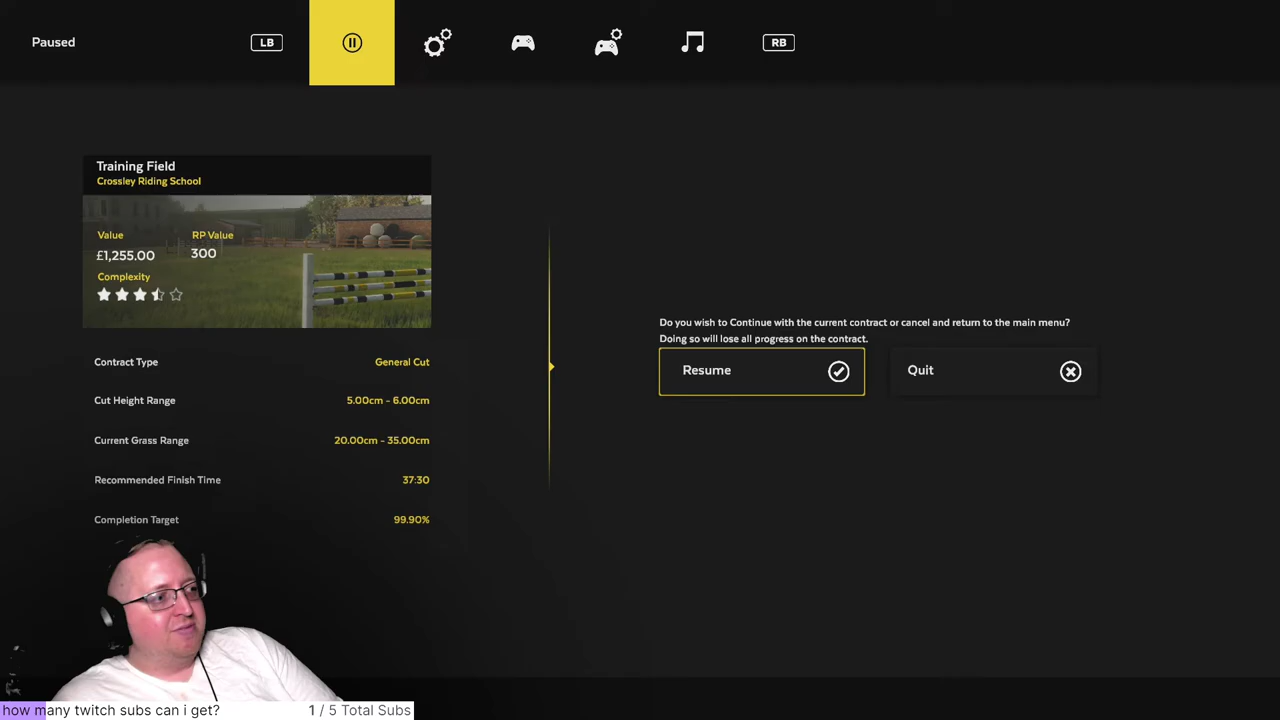 Paused
LB
RB
Training Field
Crossley Riding School
Value
RP Value
£1,255.00
300
Complexity
Contract Type
General Cut
Cut Height Range
5.00cm - 6.00cm
Current Grass Range
20.00cm - 35.00cm
Recommended Finish Time
37:30
Completion Target
99.90%
Do you wish to Continue with the current contract or cancel and return to the main menu?
Doing so will lose all progress on the contract.
Resume
Quit
how many twitch subs can i get?
1 / 5 Total Subs